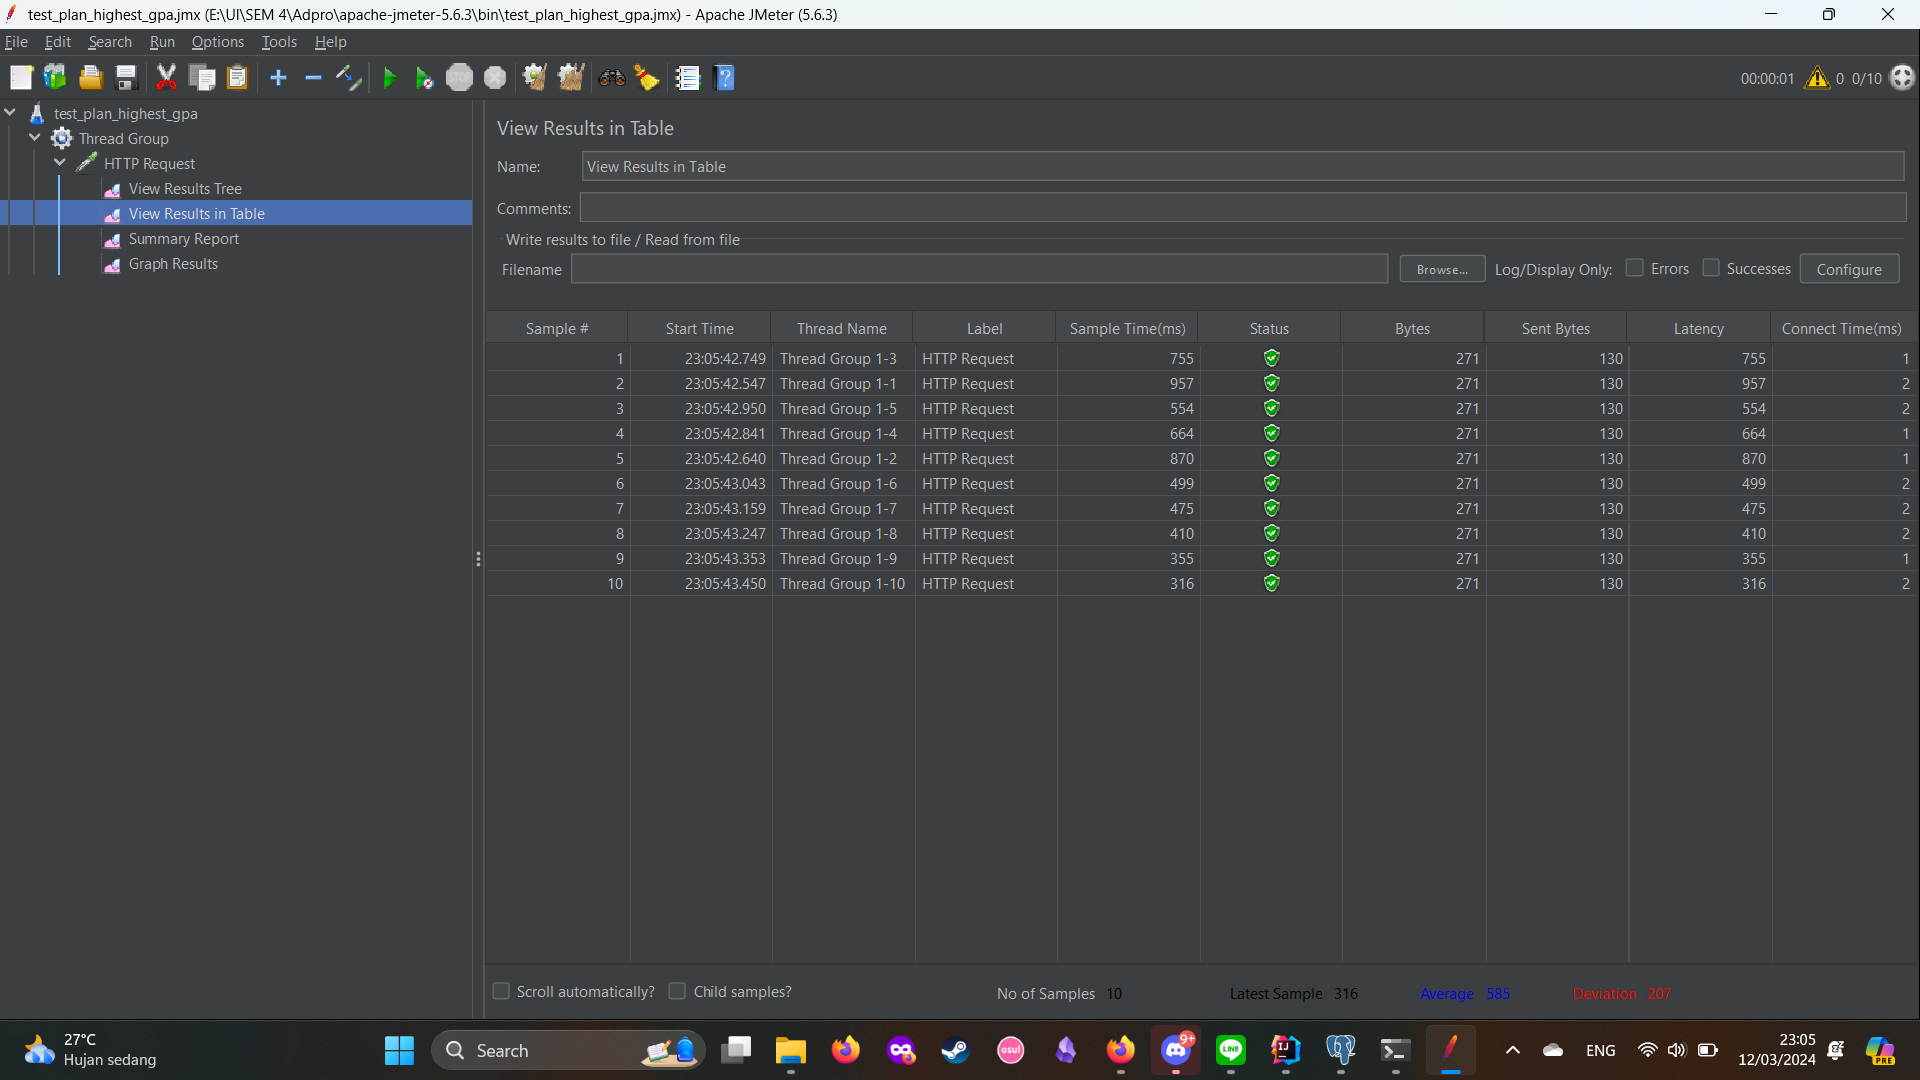 test_plan_highest_gpa.jmx (E:\UI\SEM 4\Adpro\apache-jmeter-5.6.3\bin\test_plan_highest_gpa.jmx) - Apache JMeter (5.6.3)
File Edit Search Run Options Tools Help
STOP 00:00:01 0 0/10
test_plan_highest_gpa
Thread Group
HTTP Request
View Results Tree
View Results in Table
Summary Report
Graph Results
View Results in Table
Name: View Results in Table
Comments:
Write results to file / Read from file
Filename Browse... Log/Display Only: Errors Successes Configure
Sample # Start Time Thread Name Label Sample Time(ms) Status Bytes Sent Bytes Latency Connect Time(ms)
1 23:05:42.749 Thread Group 1-3 HTTP Request 755 271 130 755 1
2 23:05:42.547 Thread Group 1-1 HTTP Request 957 271 130 957 2
3 23:05:42.950 Thread Group 1-5 HTTP Request 554 271 130 554 2
4 23:05:42.841 Thread Group 1-4 HTTP Request 664 271 130 664 1
5 23:05:42.640 Thread Group 1-2 HTTP Request 870 271 130 870 1
6 23:05:43.043 Thread Group 1-6 HTTP Request 499 271 130 499 2
7 23:05:43.159 Thread Group 1-7 HTTP Request 475 271 130 475 2
8 23:05:43.247 Thread Group 1-8 HTTP Request 410 271 130 410 2
9 23:05:43.353 Thread Group 1-9 HTTP Request 355 271 130 355 1
10 23:05:43.450 Thread Group 1-10 HTTP Request 316 271 130 316 2
Scroll automatically? Child samples? No of Samples 10 Latest Sample 316 Average 585 Deviation 207
27°C
Hujan sedang
Search
osu!
9+
LINE
IJ
ENG
23:05
12/03/2024
PRE